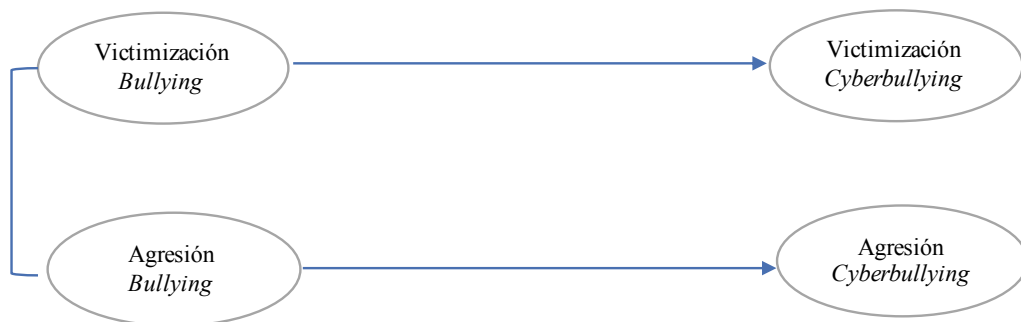 Victimización
Bullying
Victimización
Cyberbullying
Agresión
Bullying
Agresión
Cyberbullying